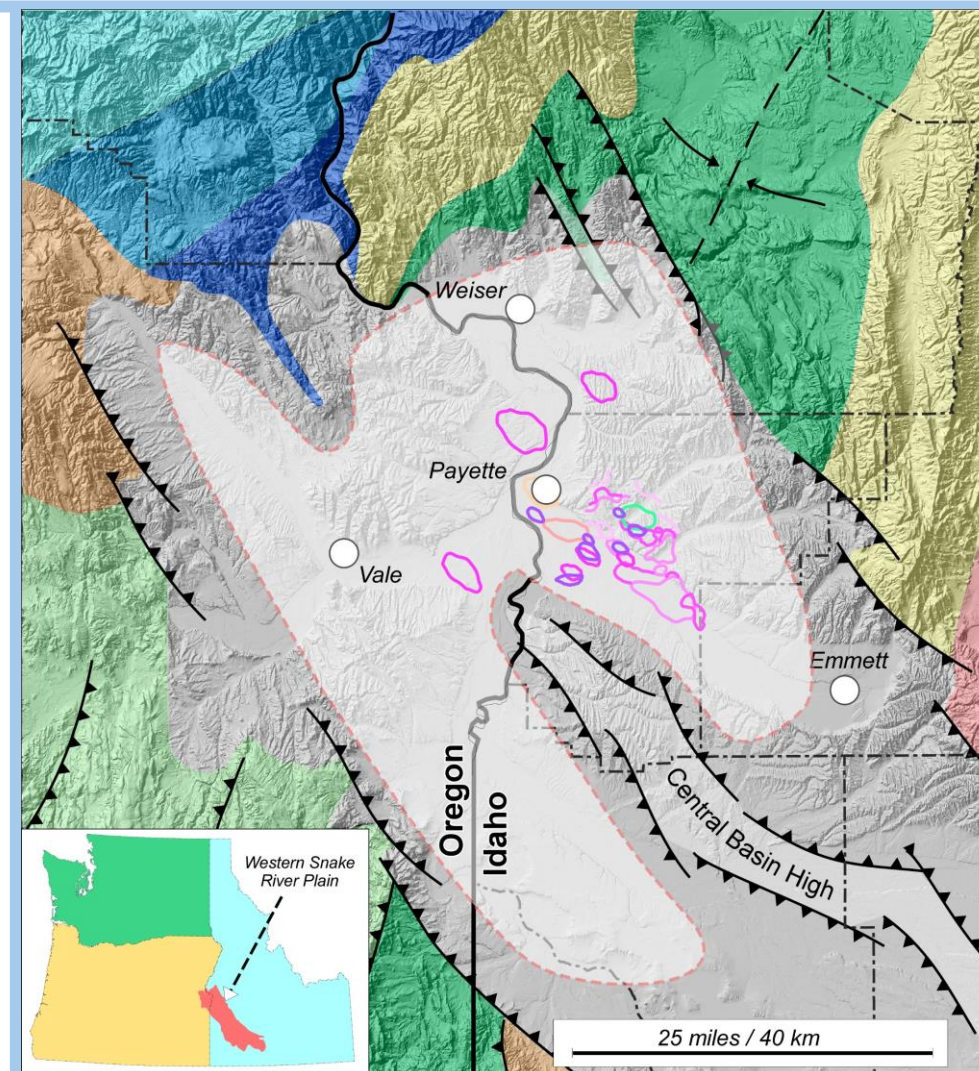 Weiser
Payette
Vale
Emmett
Oregon
Idaho
Central Basin High
Western Snake
River Plain
25 miles / 40 km